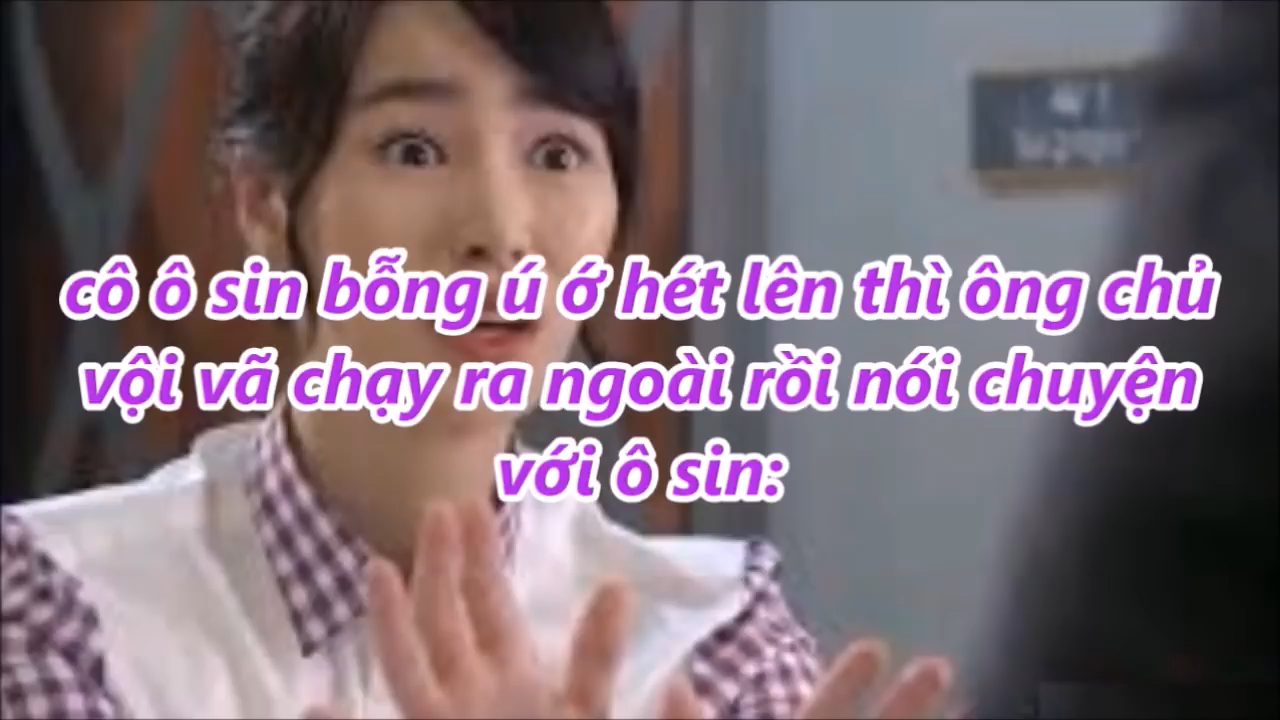 cô ô sin bỗng ú ớ hét lên thì ông chủ
vội vã chạy ra ngoài rồi nói chuyện
với ô sin: